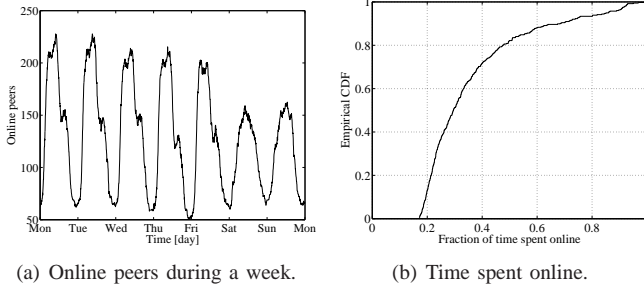 250
200
150
100
50
Online peers
Mon Tue Wed Thu Fri Sat Sun Mon
Time [day]
(a) Online peers during a week.
1
0.8
0.6
0.4
0.2
0
Empirical CDF
0 0.2 0.4 0.6 0.8
Fraction of time spent online
(b) Time spent online.